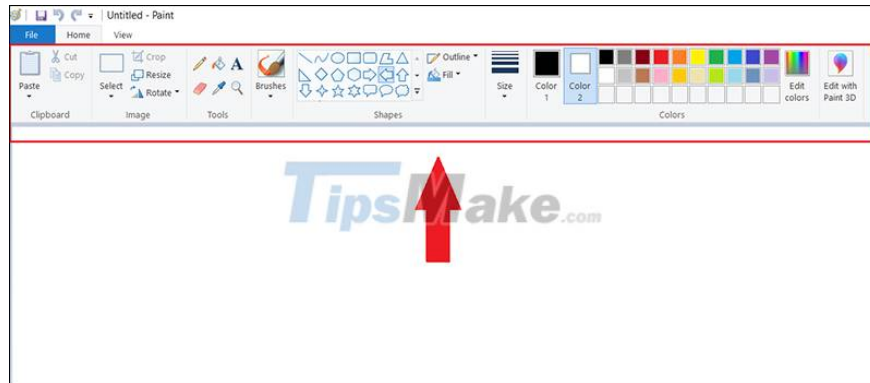 Untitled - Paint
File Home View
Paste
Cut
Copy
Clipboard
Select
Crop
Resize
Rotate
Image
A
Tools
Brushes
Outline
Fill
Shapes
Size
Color 1
Color 2
Edit colors
Colors
Edit with Paint 3D
TipsMake.com